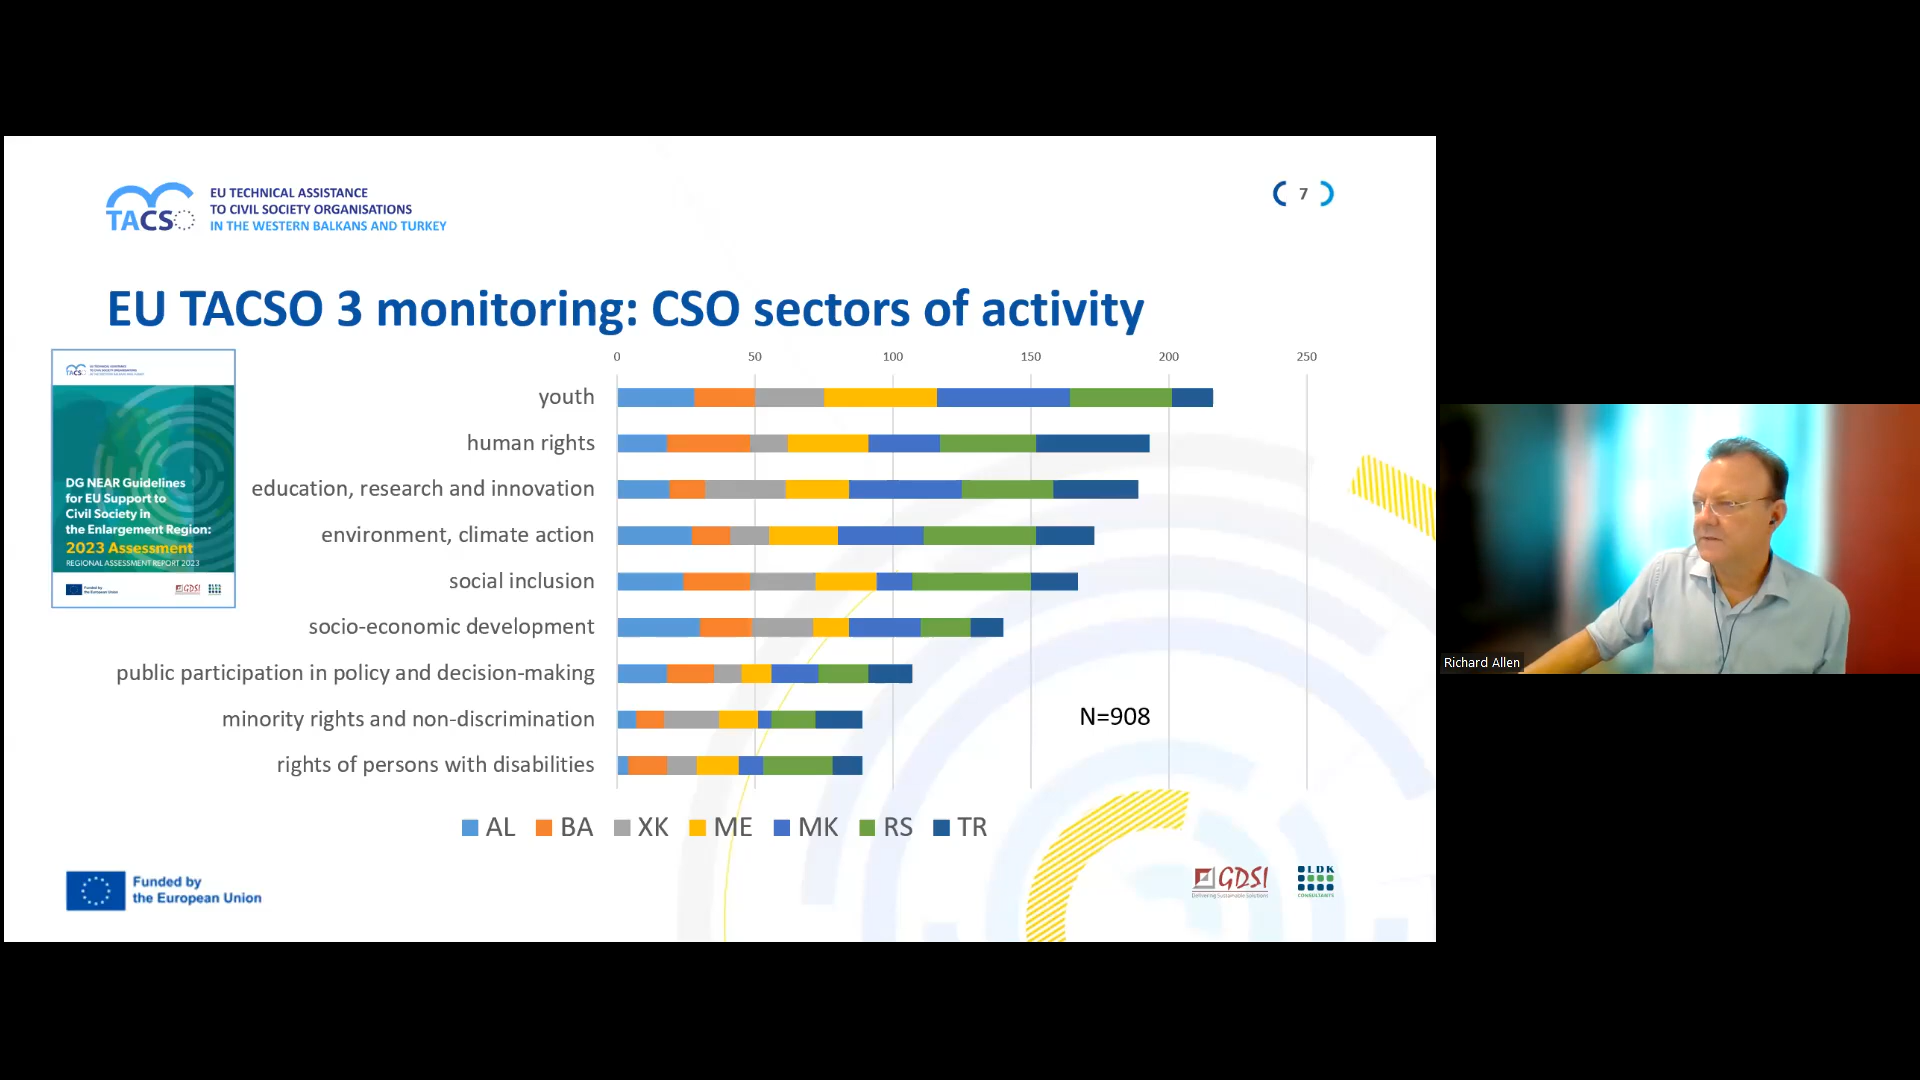 TACSO
EU TECHNICAL ASSISTANCE
TO CIVIL SOCIETY ORGANISATIONS
IN THE WESTERN BALKANS AND TURKEY
7
EU TACSO 3 monitoring: CSO sectors of activity
DG NEAR Guidelines
for EU Support to
Civil Society in
the Enlargement Region:
2023 Assessment
REGIONAL ASSESSMENT REPORT 2023
Funded by
the European Union
GDSI
0 50 100 150 200 250
youth
human rights
education, research and innovation
environment, climate action
social inclusion
socio-economic development
public participation in policy and decision-making
minority rights and non-discrimination
rights of persons with disabilities
N=908
AL BA XK ME MK RS TR
Funded by
the European Union
GDSI
Delivering Sustainable Solutions
LDK
CONSULTANTS
Richard Allen